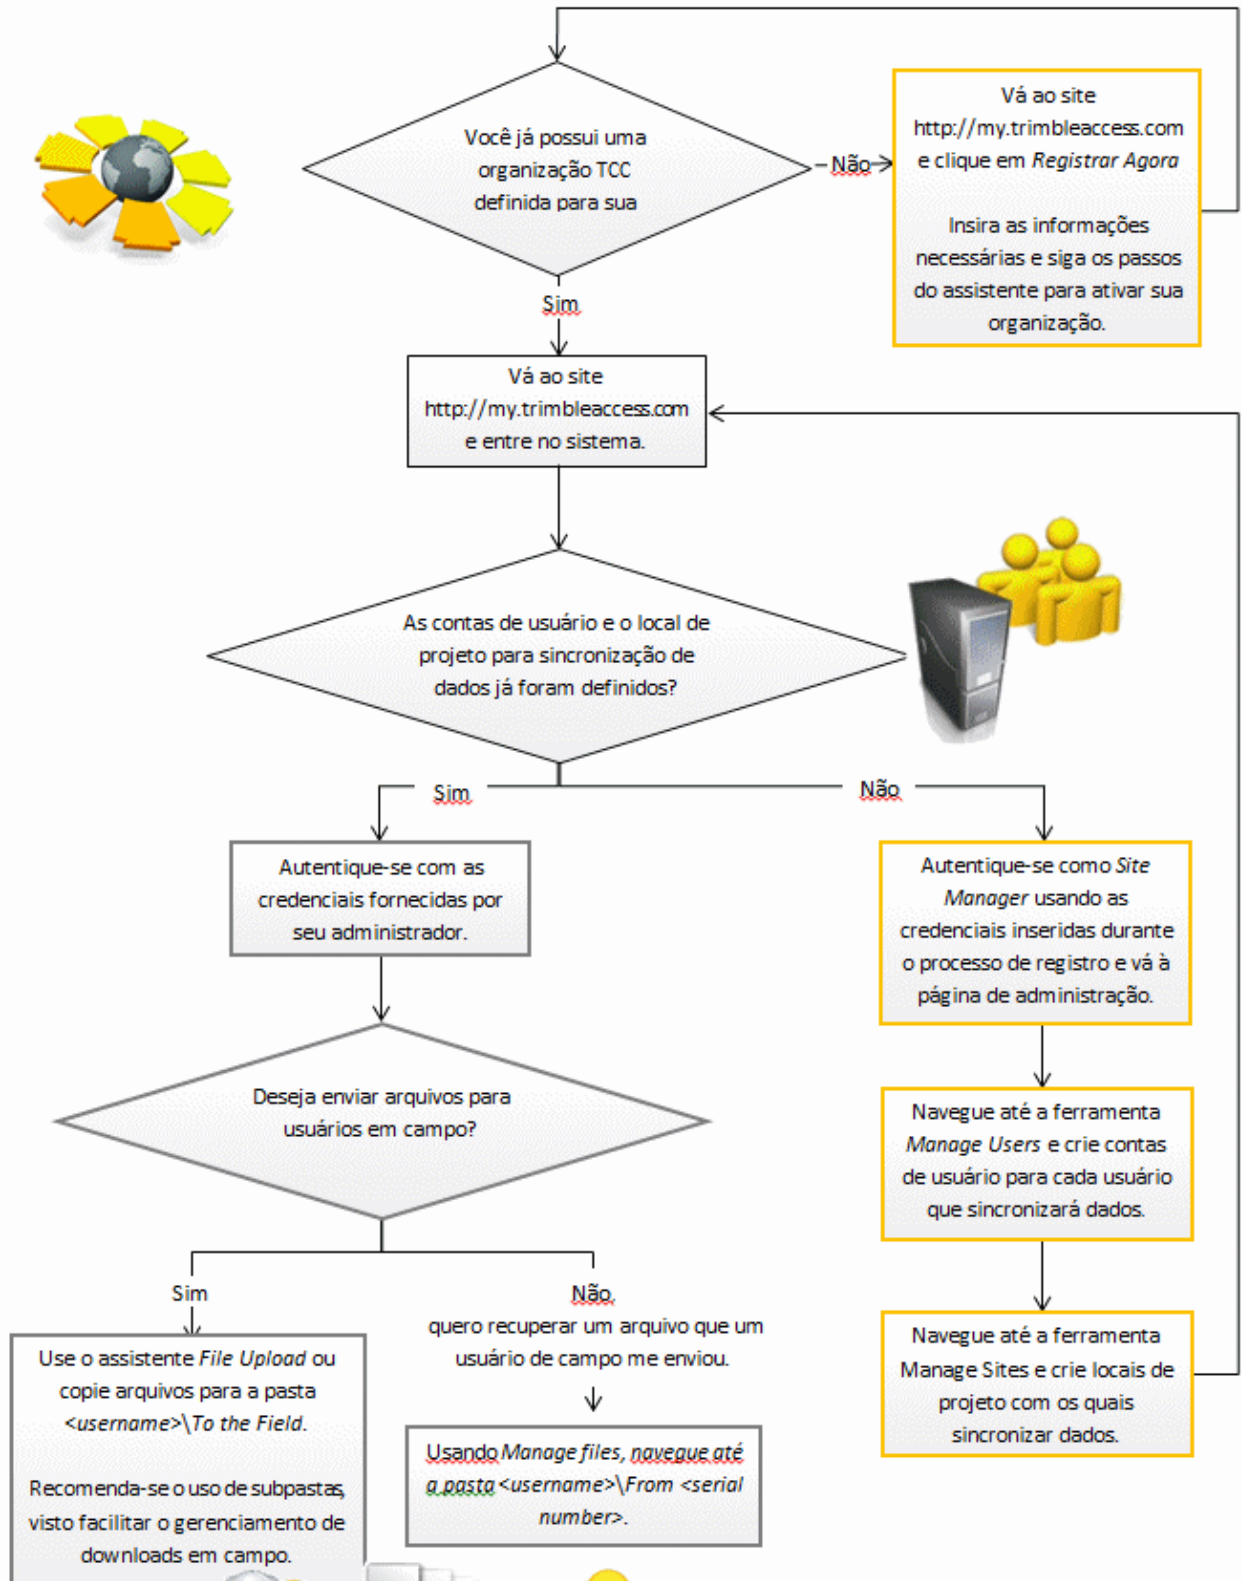 Você já possui uma
organização TCC
definida para sua
Não
Vá ao site
http://my.trimbleaccess.com
e clique em Registrar Agora
Insira as informações
necessárias e siga os passos
do assistente para ativar sua
organização.
Sim
Vá ao site
http://my.trimbleaccess.com
e entre no sistema.
As contas de usuário e o local de
projeto para sincronização de
dados já foram definidos?
Sim
Não
Autentique-se com as
credenciais fornecidas por
seu administrador.
Autentique-se como Site
Manager usando as
credenciais inseridas durante
o processo de registro e vá à
página de administração.
Deseja enviar arquivos para
usuários em campo?
Navegue até a ferramenta
Manage Users e crie contas
de usuário para cada usuário
que sincronizará dados.
Sim
Não,
quero recuperar um arquivo que um
usuário de campo me enviou.
Navegue até a ferramenta
Manage Sites e crie locais de
projeto com os quais
sincronizar dados.
Use o assistente File Upload ou
copie arquivos para a pasta
<username>\To the Field.
Recomenda-se o uso de subpastas,
visto facilitar o gerenciamento de
downloads em campo.
Usando Manage files, navegue até
a pasta <username>\From <serial
number>.